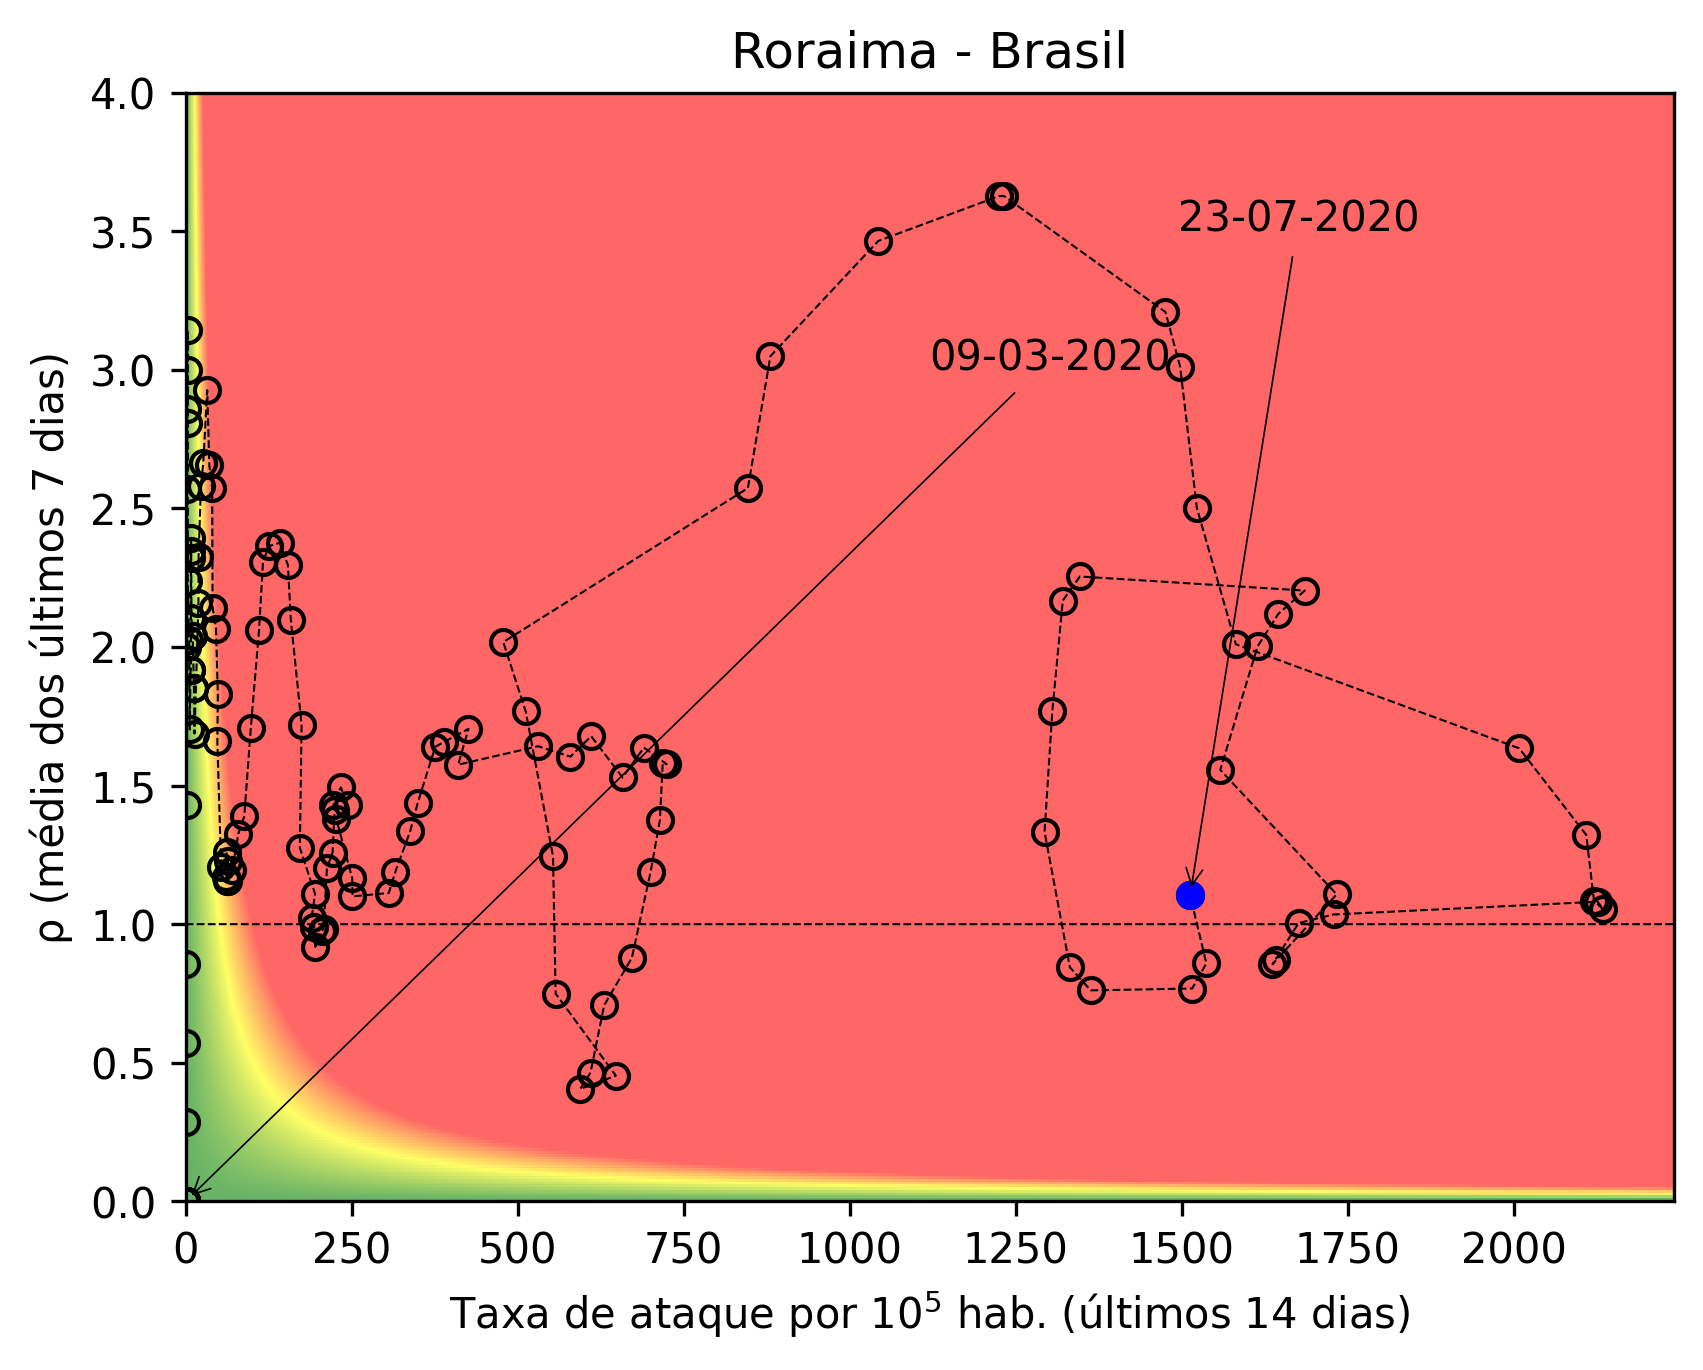 Roraima - Brasil
4.0
3.5
3.0
2.5
2.0
1.5
1.0
0.5
0.0
ρ (média dos últimos 7 dias)
23-07-2020
09-03-2020
0 250 500 750 1000 1250 1500 1750 2000
Taxa de ataque por 10⁵ hab. (últimos 14 dias)